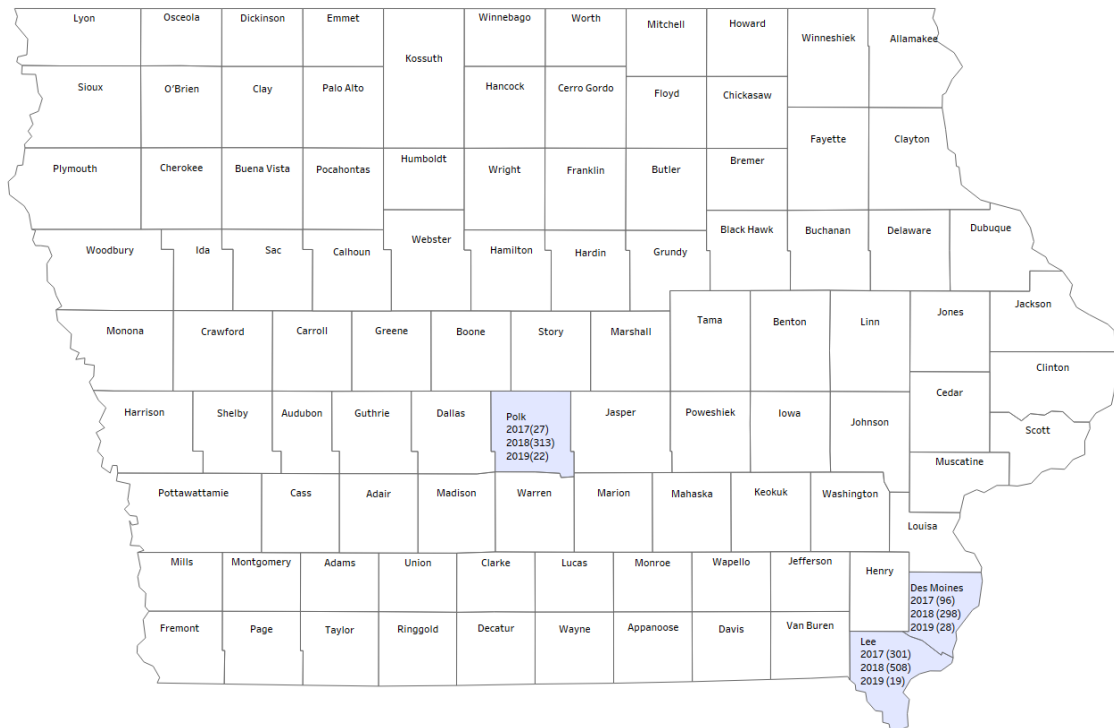 Lyon
Osceola
Dickinson
Emmet
Kossuth
Winnebago
Worth
Mitchell
Howard
Winneshiek
Allamakee
Sioux
O'Brien
Clay
Palo Alto
Hancock
Cerro Gordo
Floyd
Chickasaw
Fayette
Clayton
Plymouth
Cherokee
Buena Vista
Pocahontas
Humboldt
Wright
Franklin
Butler
Bremer
Woodbury
Ida
Sac
Calhoun
Webster
Hamilton
Hardin
Grundy
Black Hawk
Buchanan
Delaware
Dubuque
Monona
Crawford
Carroll
Greene
Boone
Story
Marshall
Tama
Benton
Linn
Jones
Jackson
Clinton
Cedar
Harrison
Shelby
Audubon
Guthrie
Dallas
Polk
2017(27)
2018(313)
2019(22)
Jasper
Poweshiek
Iowa
Johnson
Scott
Muscatine
Pottawattamie
Cass
Adair
Madison
Warren
Marion
Mahaska
Keokuk
Washington
Louisa
Mills
Montgomery
Adams
Union
Clarke
Lucas
Monroe
Wapello
Jefferson
Henry
Des Moines
2017 (96)
2018 (298)
2019 (28)
Fremont
Page
Taylor
Ringgold
Decatur
Wayne
Appanoose
Davis
Van Buren
Lee
2017 (301)
2018 (508)
2019 (19)